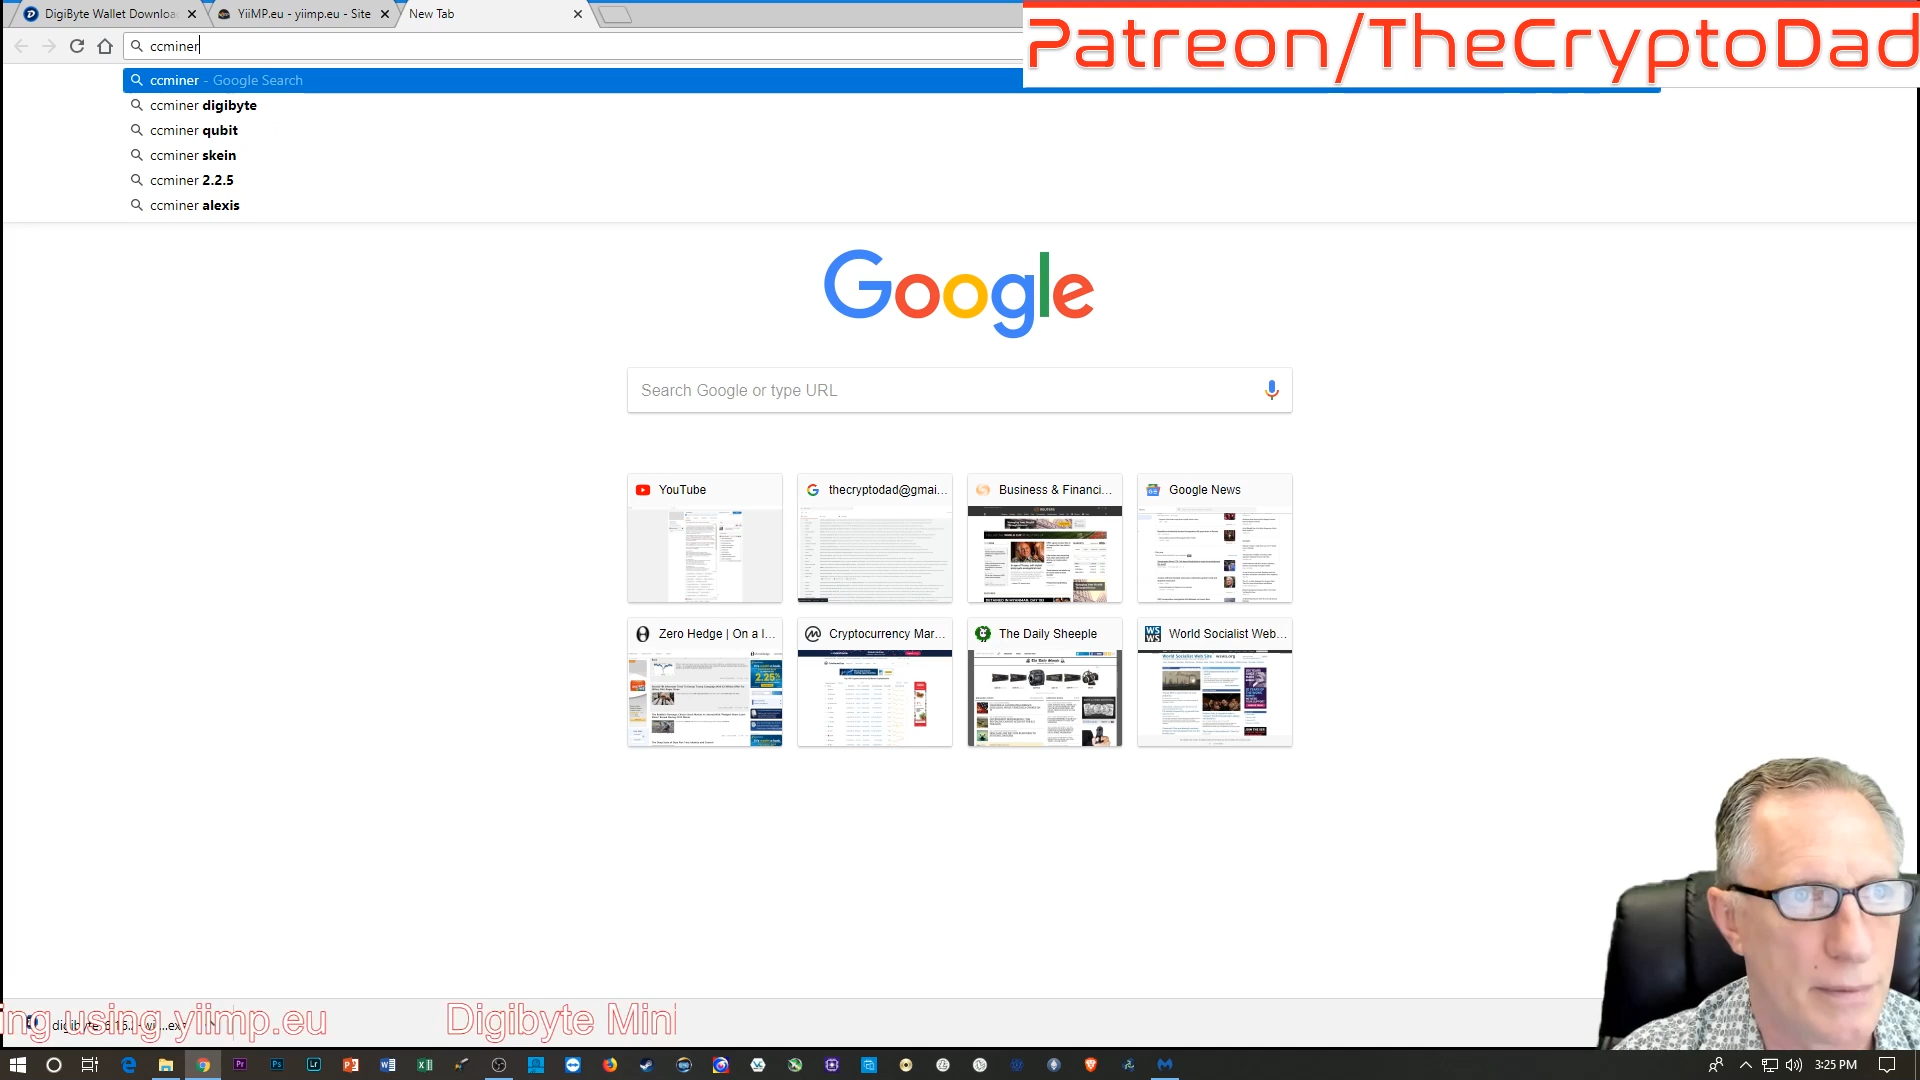 DigiByte Wallet Downloa
YiiMP.eu - yiimp.eu - Site
New Tab
ccminer
Patreon/TheCryptoDad
ccminer - Google Search
ccminer digibyte
ccminer qubit
ccminer skein
ccminer 2.2.5
ccminer alexis
Google
Search Google or type URL
YouTube
thecryptodad@gmai...
Business & Financi...
Google News
Zero Hedge | On a l...
Cryptocurrency Mar...
The Daily Sheeple
World Socialist Web...
ing using yiimp.eu
Digibyte Mini
3:25 PM